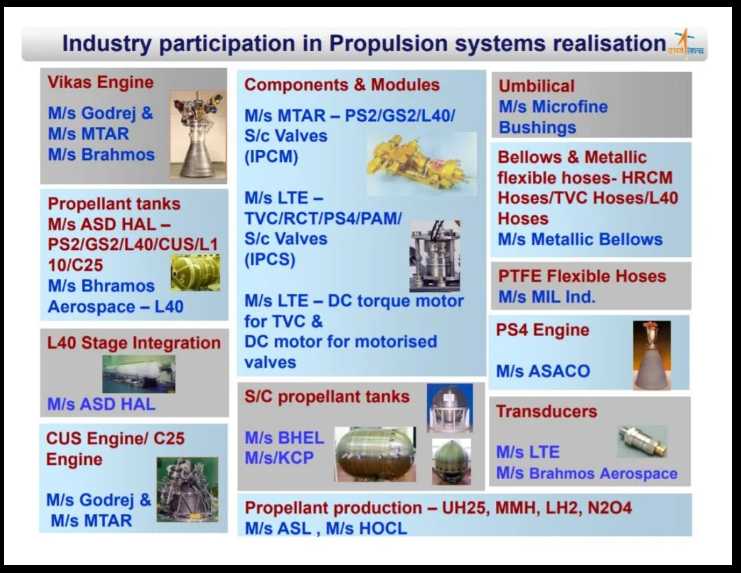 Industry participation in Propulsion systems realisation
Vikas Engine
M/s Godrej &
M/s MTAR
M/s Brahmos
Propellant tanks
M/s ASD HAL –
PS2/GS2/L40/CUS/L1
10/C25
M/s Bhramos
Aerospace – L40
L40 Stage Integration
M/s ASD HAL
CUS Engine/ C25
Engine
M/s Godrej &
M/s MTAR
Components & Modules
M/s MTAR – PS2/GS2/L40/
S/c Valves
(IPCM)
M/s LTE –
TVC/RCT/PS4/PAM/
S/c Valves
(IPCS)
M/s LTE – DC torque motor
for TVC &
DC motor for motorised
valves
S/C propellant tanks
M/s BHEL
M/s/KCP
Umbilical
M/s Microfine
Bushings
Bellows & Metallic
flexible hoses- HRCM
Hoses/TVC Hoses/L40
Hoses
M/s Metallic Bellows
PTFE Flexible Hoses
M/s MIL Ind.
PS4 Engine
M/s ASACO
Transducers
M/s LTE
M/s Brahmos Aerospace
Propellant production – UH25, MMH, LH2, N2O4
M/s ASL , M/s HOCL